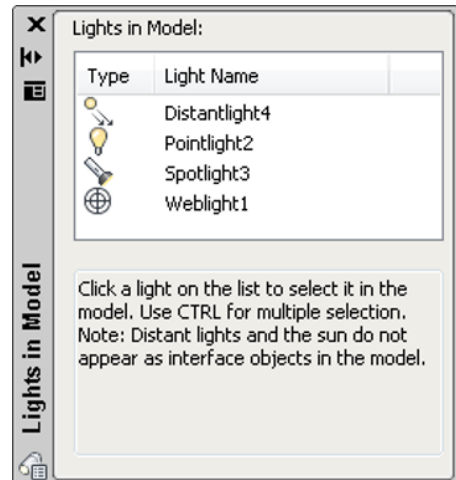 Lights in Model:
Type Light Name
Distantlight4
Pointlight2
Spotlight3
Weblight1
Click a light on the list to select it in the
model. Use CTRL for multiple selection.
Note: Distant lights and the sun do not
appear as interface objects in the model.
Lights in Model